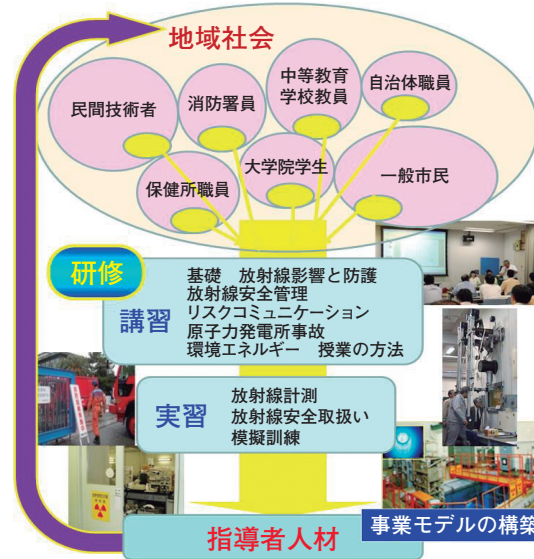 地域社会
民間技術者
消防署員
中等教育
学校教員
自治体職員
保健所職員
大学院学生
一般市民
研修
講習
基礎　放射線影響と防護
放射線安全管理
リスクコミュニケーション
原子力発電所事故
環境エネルギー　授業の方法
実習
放射線計測
放射線安全取扱い
模擬訓練
指導者人材
事業モデルの構築